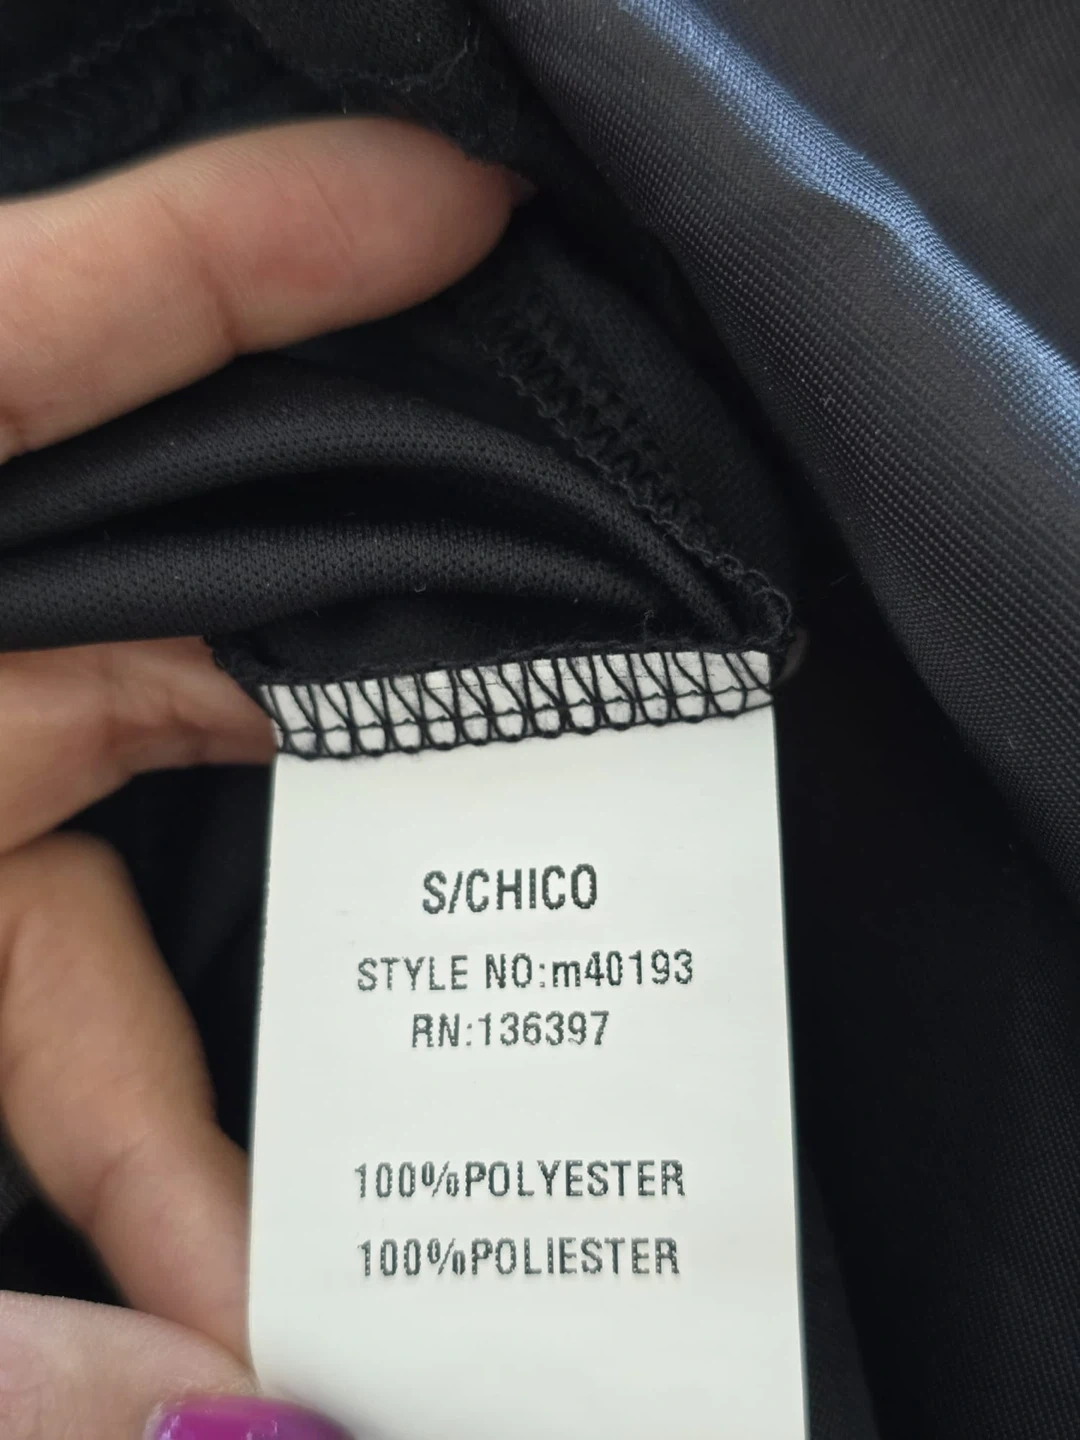 S/CHICO
STYLE NO:m40193
RN:136397
100%POLYESTER
100%POLIESTER